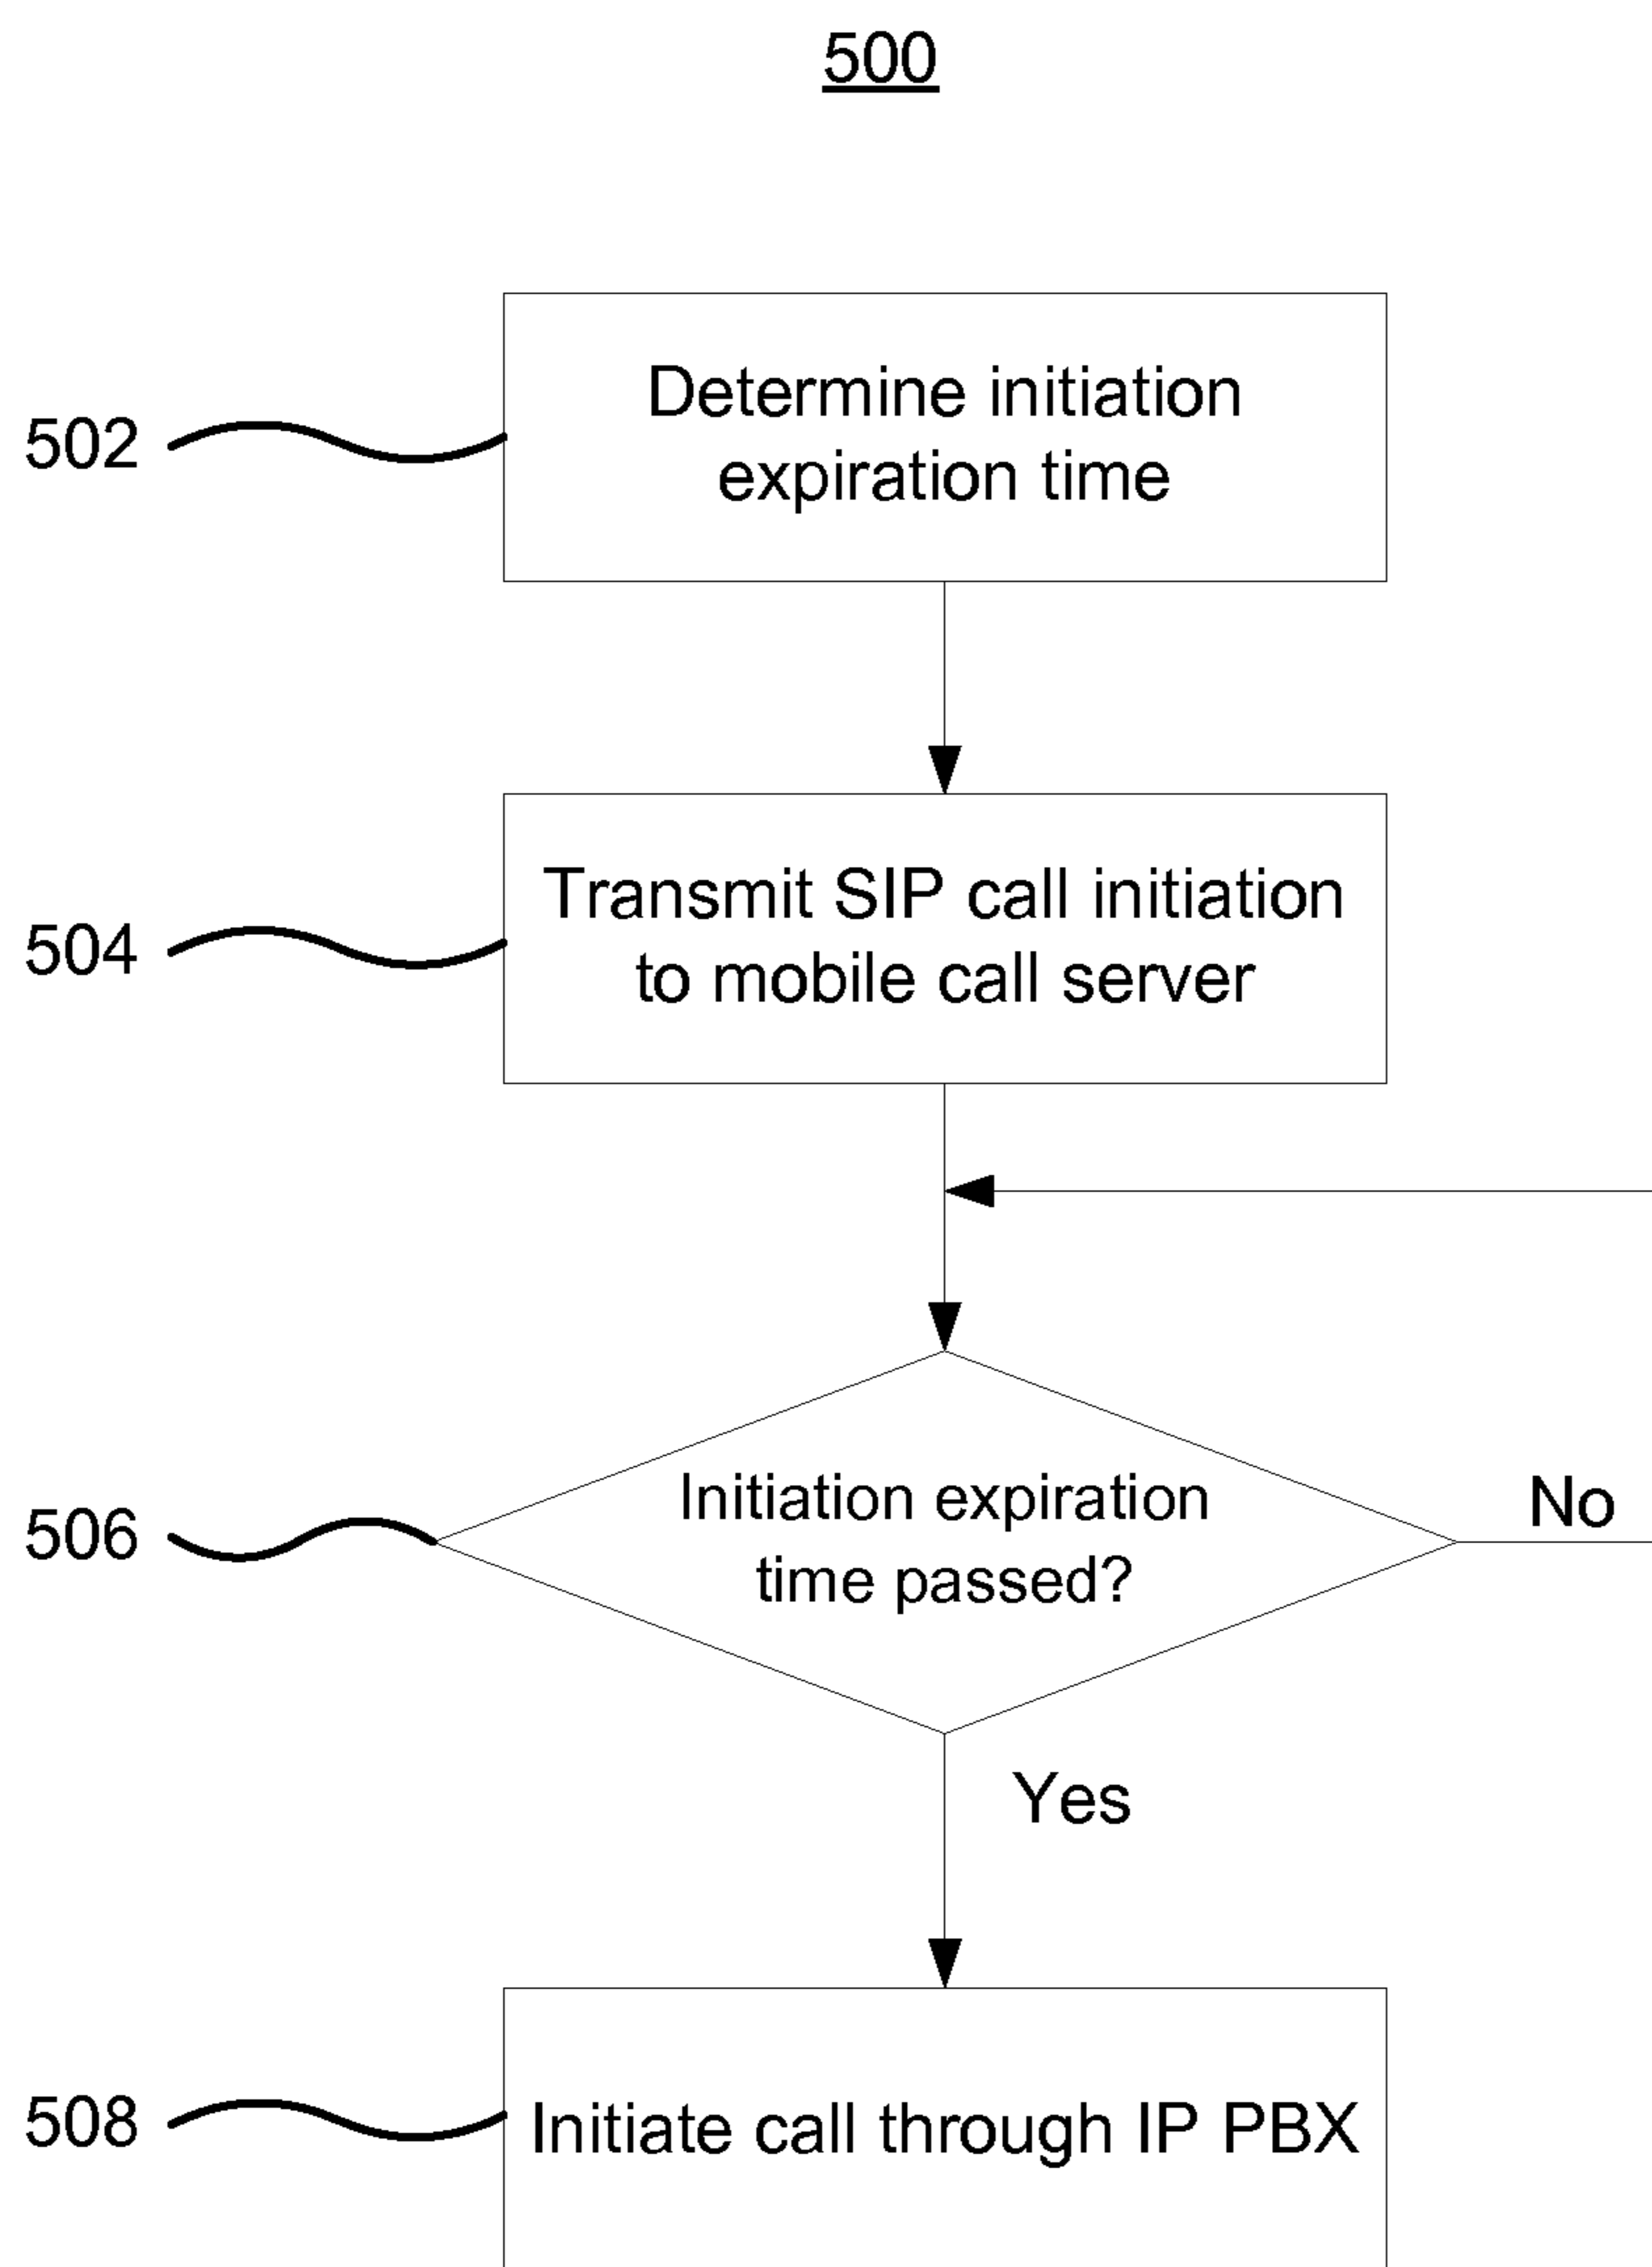 500
502
Determine initiation
expiration time
504
Transmit SIP call initiation
to mobile call server
506
Initiation expiration
time passed?
No
Yes
508
Initiate call through IP PBX